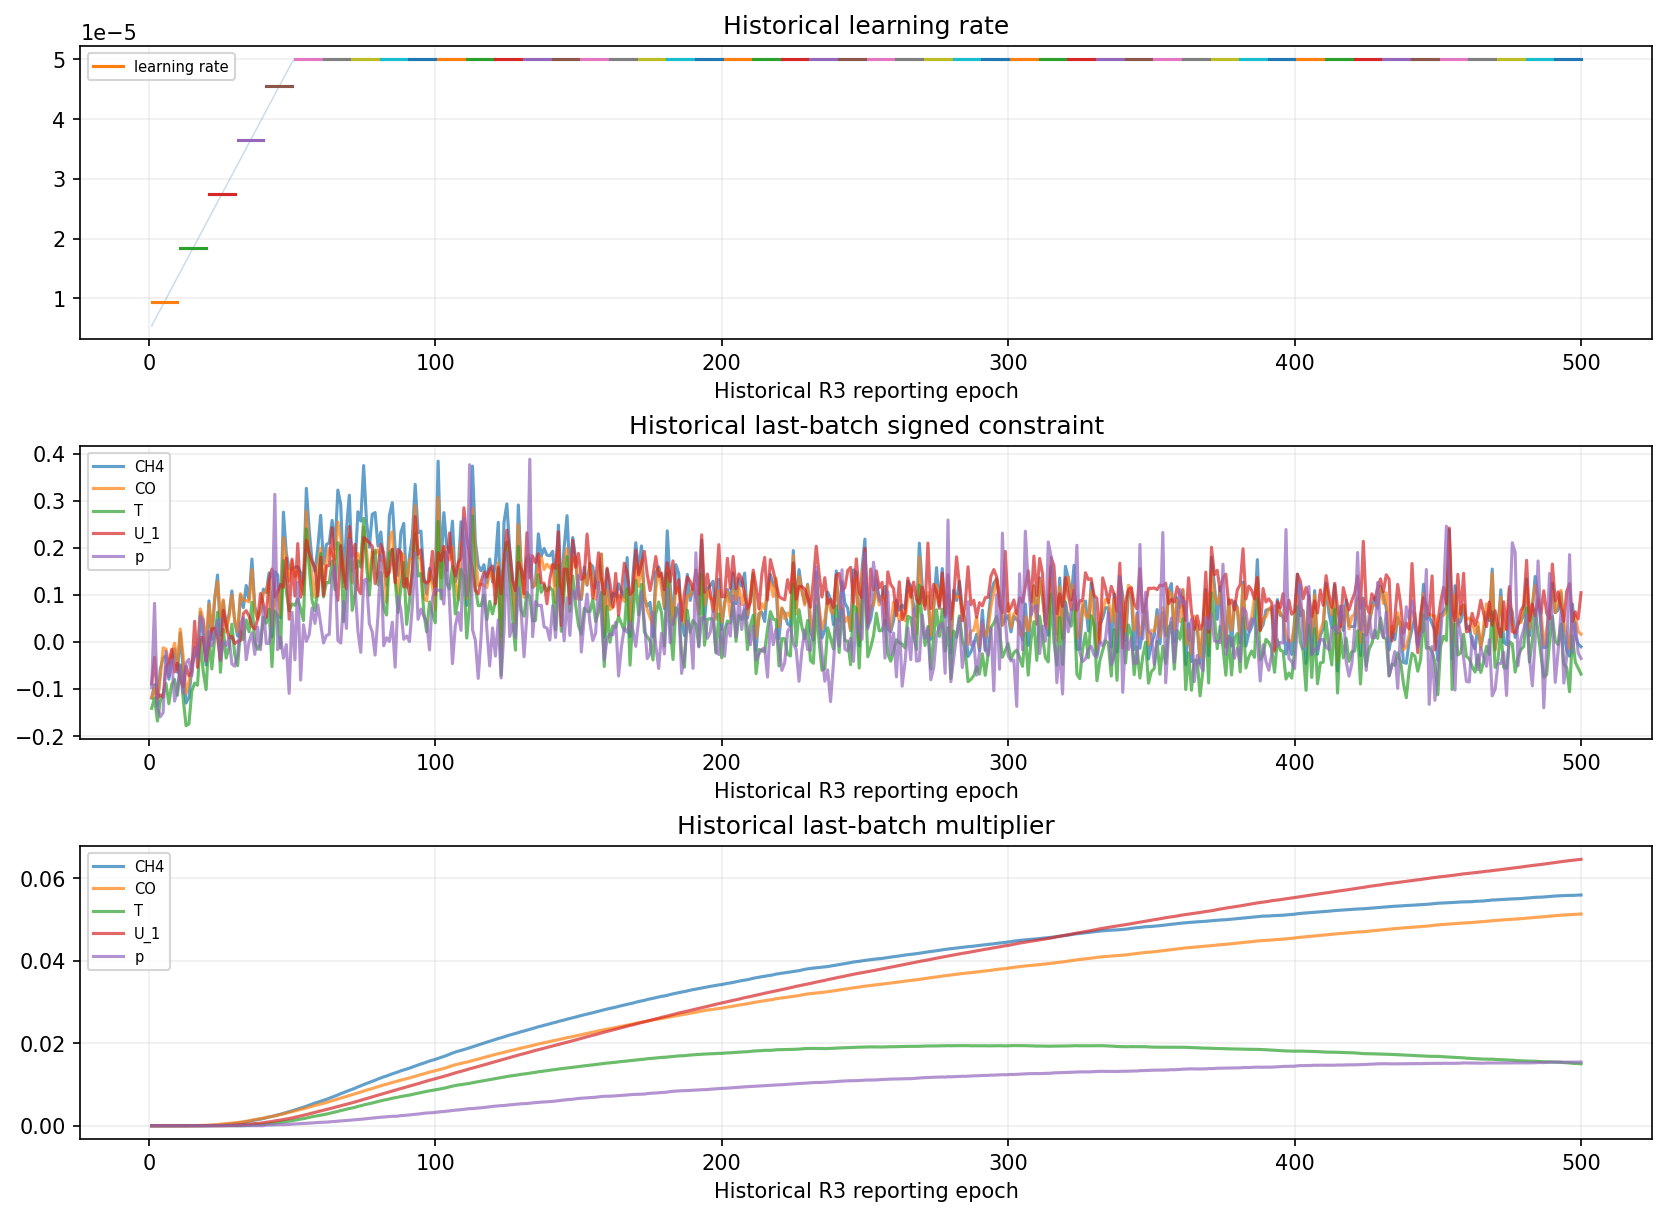 Historical learning rate
1e−5
5
4
3
2
1
learning rate
0 100 200 300 400 500
Historical R3 reporting epoch
Historical last-batch signed constraint
0.4
0.3
0.2
0.1
0.0
−0.1
−0.2
CH4
CO
T
U_1
p
0 100 200 300 400 500
Historical R3 reporting epoch
Historical last-batch multiplier
0.06
0.04
0.02
0.00
CH4
CO
T
U_1
p
0 100 200 300 400 500
Historical R3 reporting epoch